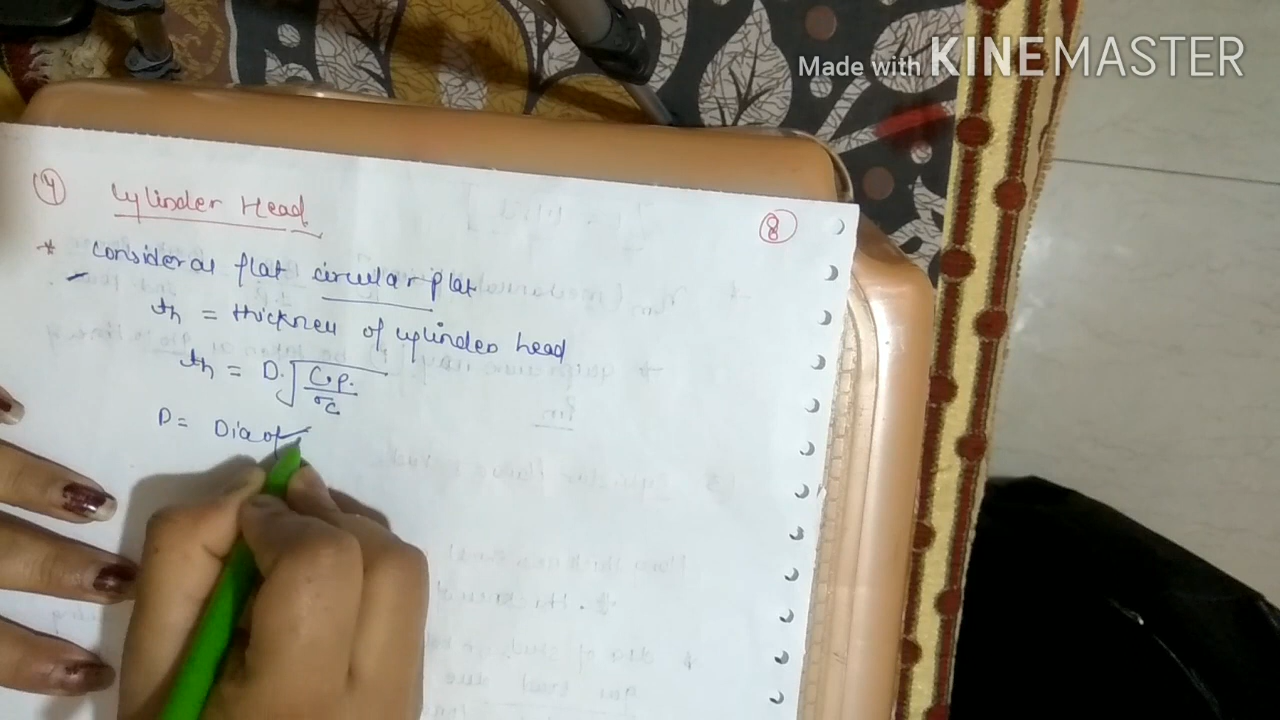 Made with KINEMASTER
4 Cylinder Head 8
* Consider as flat circular plat
th = thickness of cylinder head
th = D.√(C.p./σc)
D = Dia of